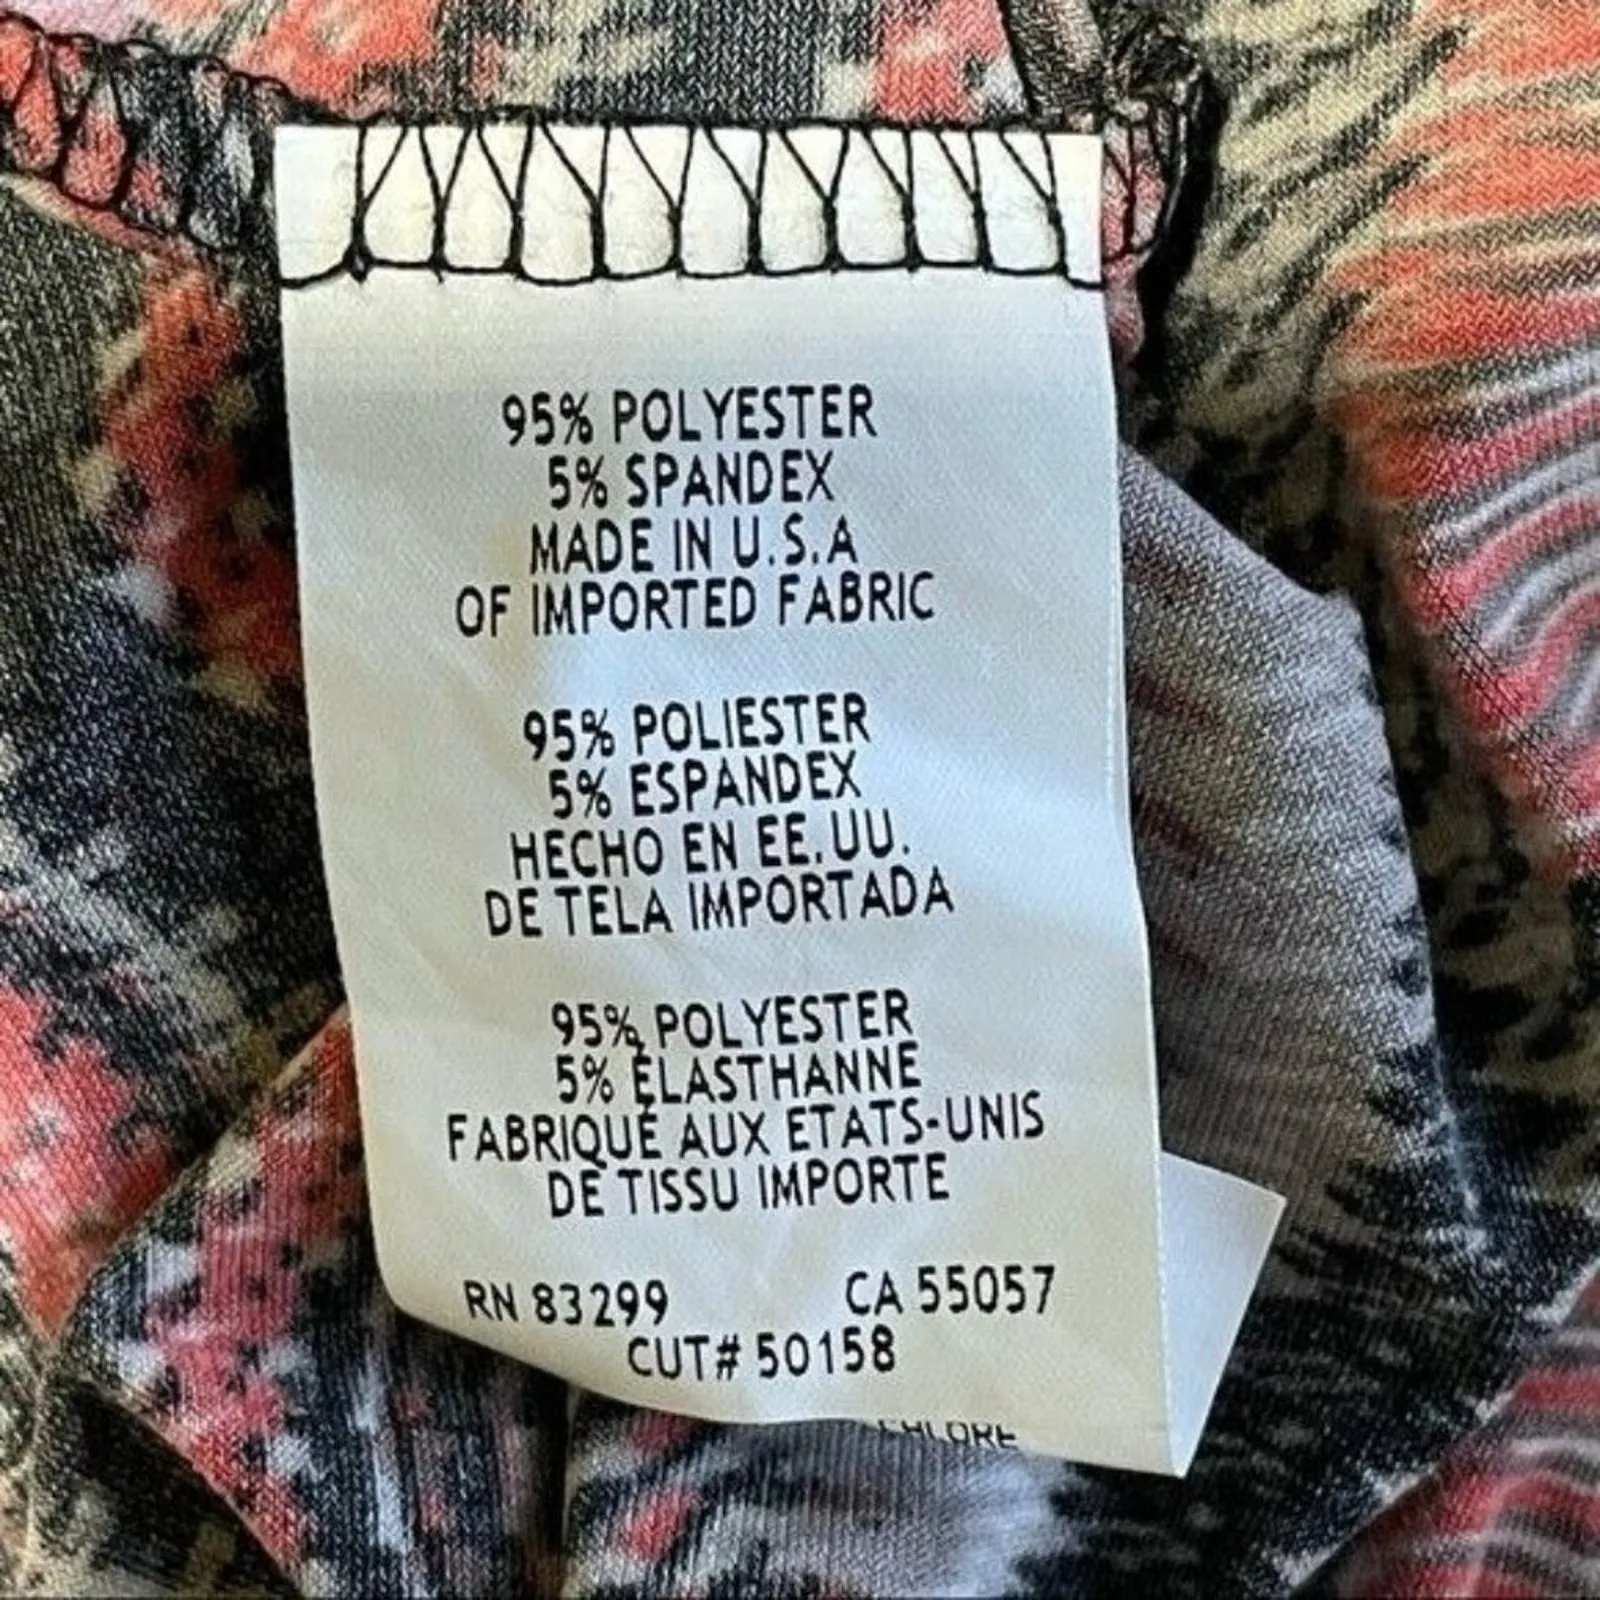 95% POLYESTER
5% SPANDEX
MADE IN U.S.A
OF IMPORTED FABRIC
95% POLIESTER
5% ESPANDEX
HECHO EN EE.UU.
DE TELA IMPORTADA
95% POLYESTER
5% ÉLASTHANNE
FABRIQUÉ AUX ETATS-UNIS
DE TISSU IMPORTE
RN 83299 CA 55057
CUT# 50158